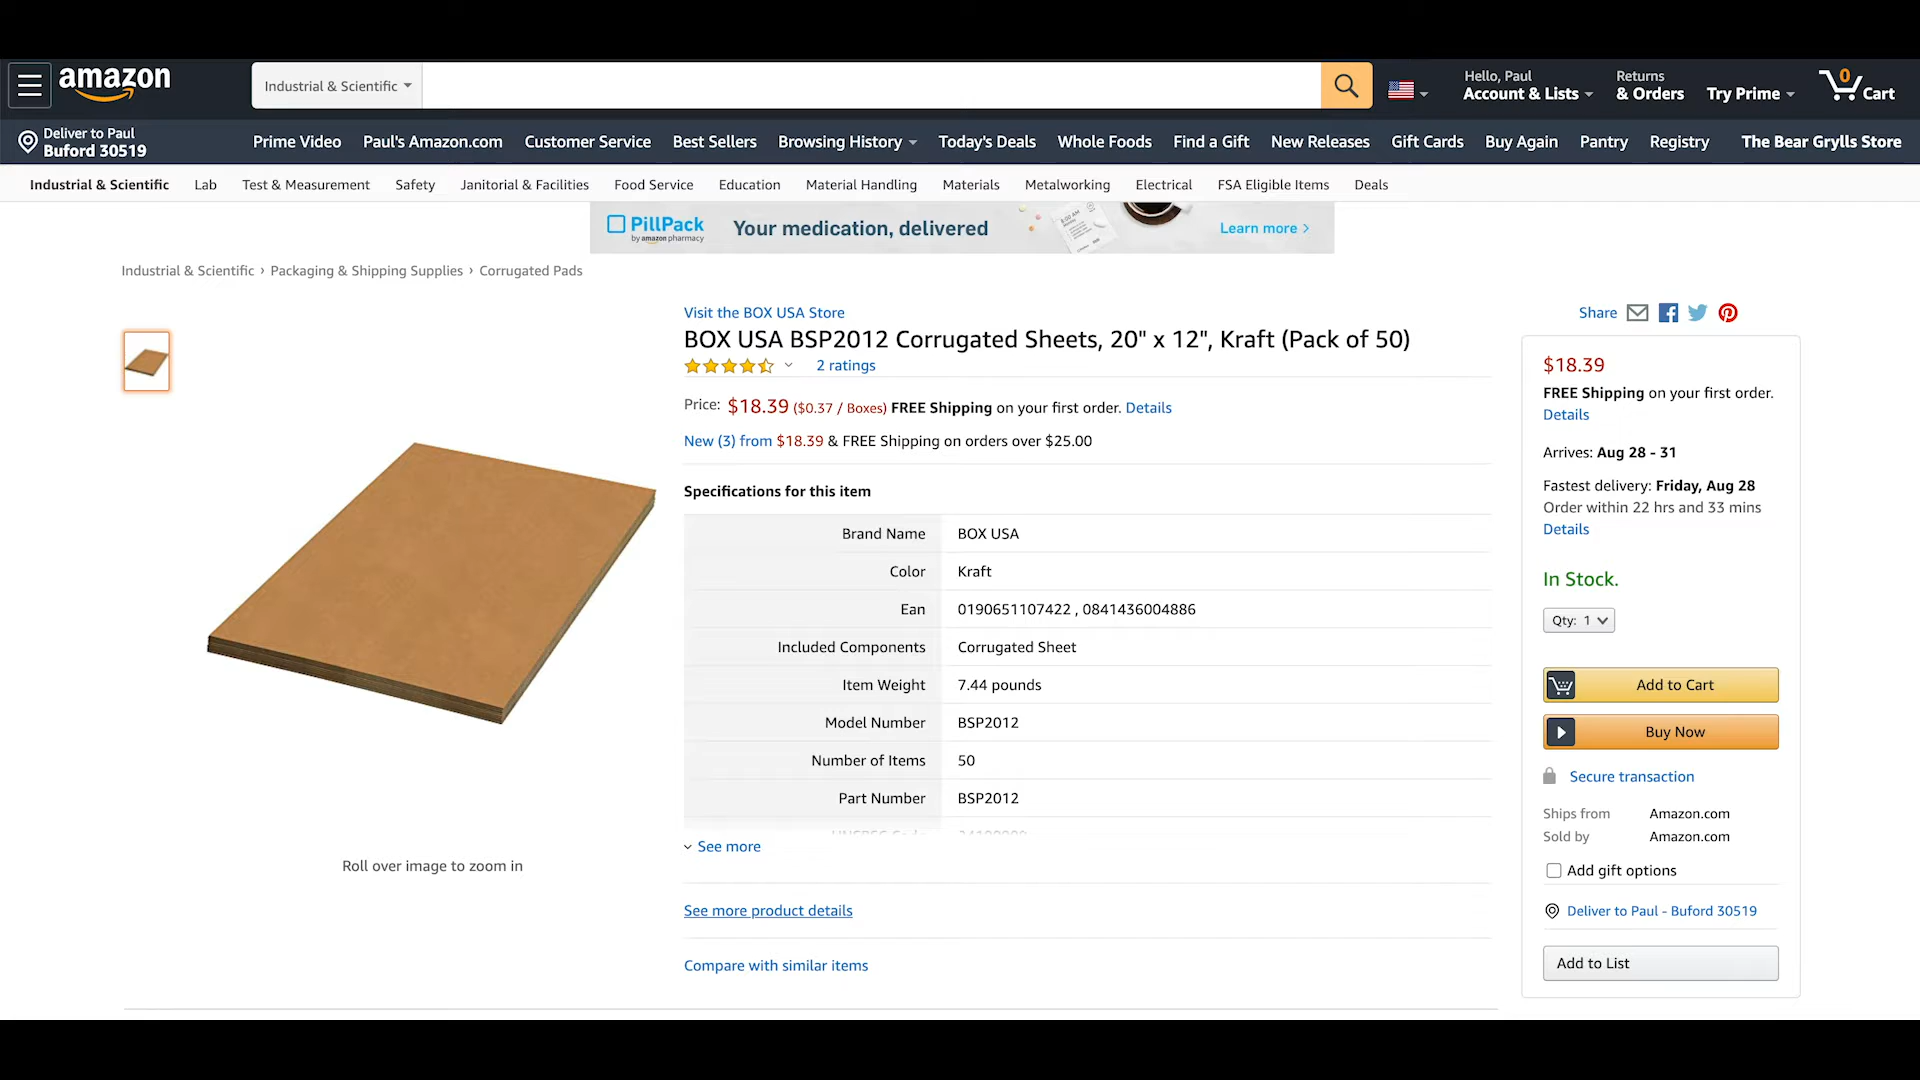 amazon
Industrial & Scientific
Hello, Paul
Account & Lists
Returns
& Orders
Try Prime
0
Cart
Deliver to Paul
Buford 30519
Prime Video
Paul's Amazon.com
Customer Service
Best Sellers
Browsing History
Today's Deals
Whole Foods
Find a Gift
New Releases
Gift Cards
Buy Again
Pantry
Registry
The Bear Grylls Store
Industrial & Scientific
Lab
Test & Measurement
Safety
Janitorial & Facilities
Food Service
Education
Material Handling
Materials
Metalworking
Electrical
FSA Eligible Items
Deals
PillPack
by amazon pharmacy
Your medication, delivered
8:00 AM
Learn more ›
Industrial & Scientific › Packaging & Shipping Supplies › Corrugated Pads
Visit the BOX USA Store
BOX USA BSP2012 Corrugated Sheets, 20" x 12", Kraft (Pack of 50)
2 ratings
Price: $18.39 ($0.37 / Boxes) FREE Shipping on your first order. Details
New (3) from $18.39 & FREE Shipping on orders over $25.00
Specifications for this item
Brand Name BOX USA
Color Kraft
Ean 0190651107422 , 0841436004886
Included Components Corrugated Sheet
Item Weight 7.44 pounds
Model Number BSP2012
Number of Items 50
Part Number BSP2012
See more
See more product details
Compare with similar items
Roll over image to zoom in
Share
$18.39
FREE Shipping on your first order.
Details
Arrives: Aug 28 - 31
Fastest delivery: Friday, Aug 28
Order within 22 hrs and 33 mins
Details
In Stock.
Qty: 1
Add to Cart
Buy Now
Secure transaction
Ships from Amazon.com
Sold by Amazon.com
Add gift options
Deliver to Paul - Buford 30519
Add to List